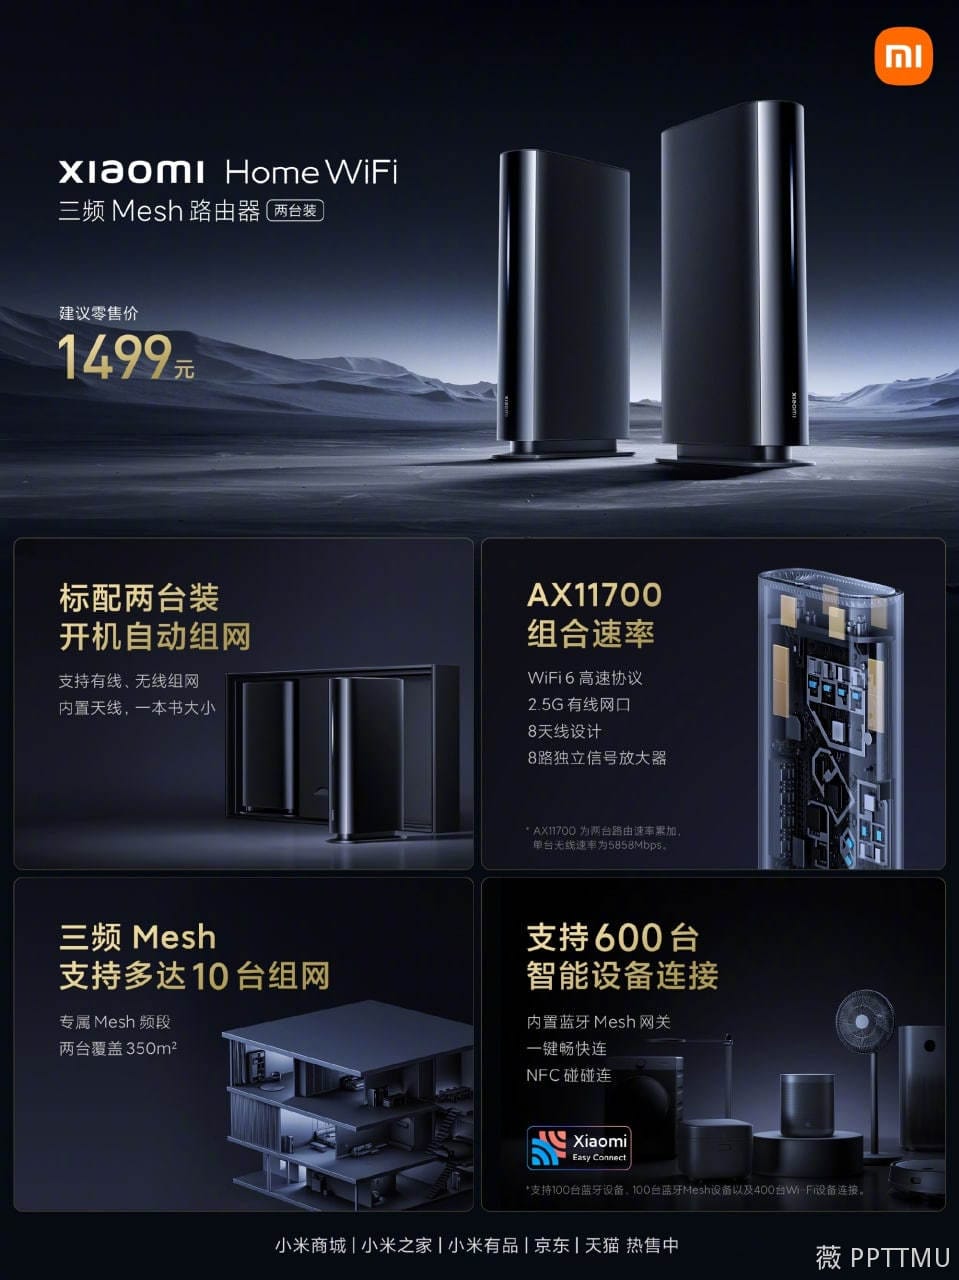 mi
xiaomi Home WiFi
三频 Mesh 路由器 两台装
建议零售价
1499元
xiaomi
xiaomi
标配两台装
开机自动组网
支持有线、无线组网
内置天线，一本书大小
AX11700
组合速率
WiFi 6 高速协议
2.5G 有线网口
8天线设计
8路独立信号放大器
* AX11700 为两台路由速率累加，
单台无线速率为5858Mbps。
三频 Mesh
支持多达 10 台组网
专属 Mesh 频段
两台覆盖 350m²
支持 600 台
智能设备连接
内置蓝牙 Mesh 网关
一键畅快连
NFC 碰碰连
Xiaomi
Easy Connect
*支持100台蓝牙设备、100台蓝牙Mesh设备以及400台Wi-Fi设备连接。
小米商城 | 小米之家 | 小米有品 | 京东 | 天猫 热售中
薇 PPTTMU